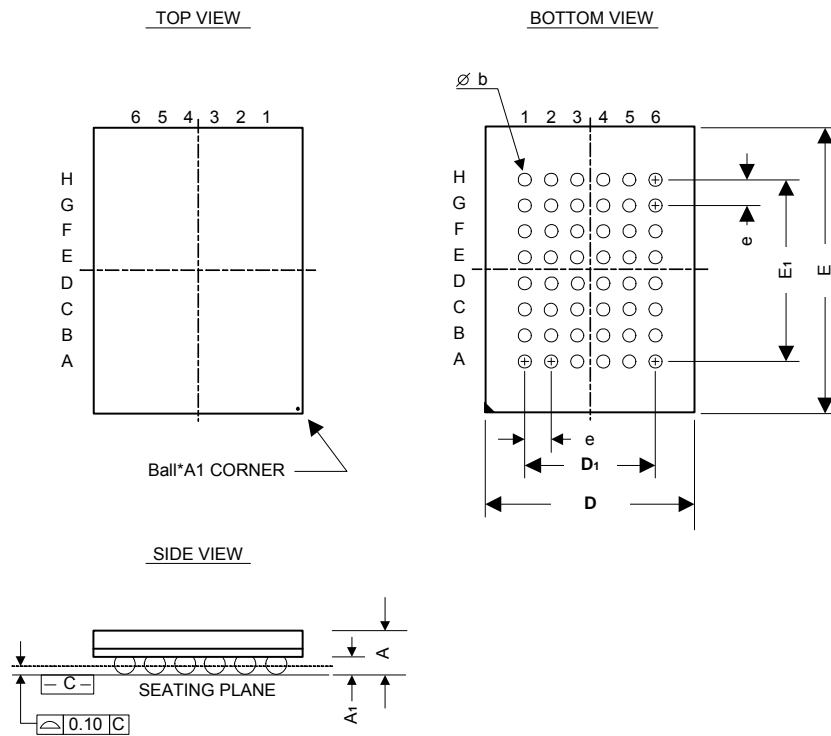 TOP VIEW
6 5 4 3 2 1
H
G
F
E
D
C
B
A
Ball*A1 CORNER
BOTTOM VIEW
Ø b
1 2 3 4 5 6
H
G
F
E
D
C
B
A
e
E1
E
e
D1
D
SIDE VIEW
A
A1
– C –
SEATING PLANE
⌓ 0.10 C